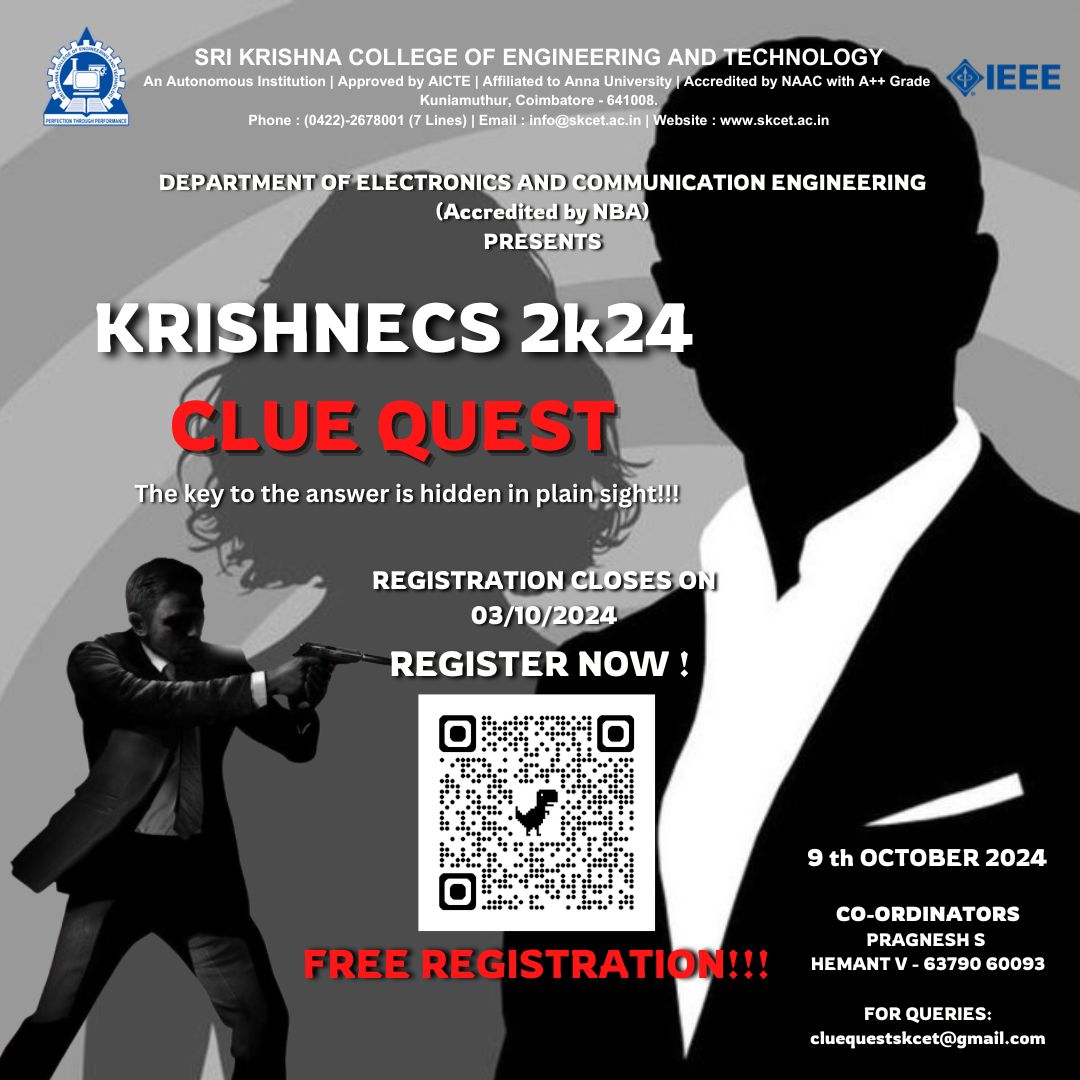 SRI KRISHNA COLLEGE OF ENGINEERING AND TECHNOLOGY
An Autonomous Institution | Approved by AICTE | Affiliated to Anna University | Accredited by NAAC with A++ Grade
Kuniamuthur, Coimbatore - 641008.
Phone : (0422)-2678001 (7 Lines) | Email : info@skcet.ac.in | Website : www.skcet.ac.in
IEEE
PERFECTION THROUGH PERFORMANCE
DEPARTMENT OF ELECTRONICS AND COMMUNICATION ENGINEERING
(Accredited by NBA)
PRESENTS
KRISHNECS 2k24
CLUE QUEST
The key to the answer is hidden in plain sight!!!
REGISTRATION CLOSES ON
03/10/2024
REGISTER NOW !
FREE REGISTRATION!!!
9 th OCTOBER 2024
CO-ORDINATORS
PRAGNESH S
HEMANT V - 63790 60093
FOR QUERIES:
cluequestskcet@gmail.com